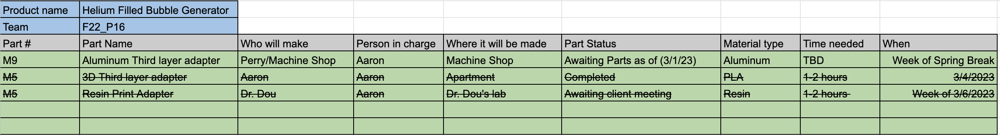 Product name Helium Filled Bubble Generator
Team F22_P16
Part # Part Name Who will make Person in charge Where it will be made Part Status Material type Time needed When
M9 Aluminum Third layer adapter Perry/Machine Shop Aaron Machine Shop Awaiting Parts as of (3/1/23) Aluminum TBD Week of Spring Break
M5 3D Third layer adapter Aaron Aaron Apartment Completed PLA 1-2 hours 3/4/2023
M5 Resin Print Adapter Dr. Dou Aaron Dr. Dou's lab Awaiting client meeting Resin 1-2 hours Week of 3/6/2023